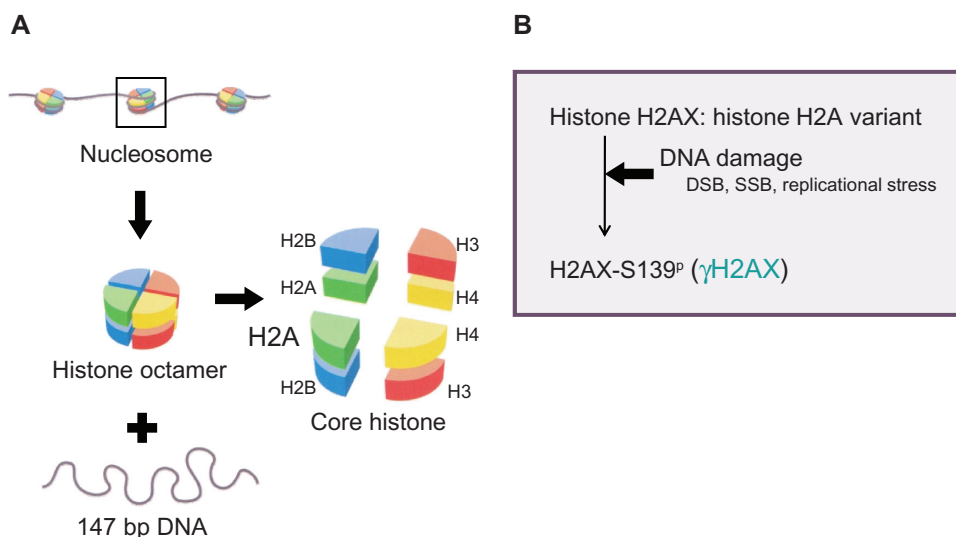 A
Nucleosome
Histone octamer
147 bp DNA
H2B
H3
H2A
H4
H2A
H4
H2B
H3
Core histone
B
Histone H2AX: histone H2A variant
DNA damage
DSB, SSB, replicational stress
H2AX-S139ᵖ (γH2AX)